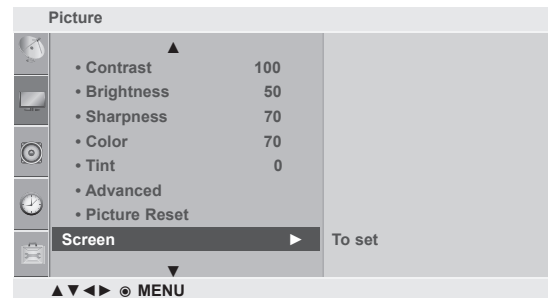 Picture
▲
• Contrast 100
• Brightness 50
• Sharpness 70
• Color 70
• Tint 0
• Advanced
• Picture Reset
Screen ► To set
▼
▲▼◄► ◉ MENU